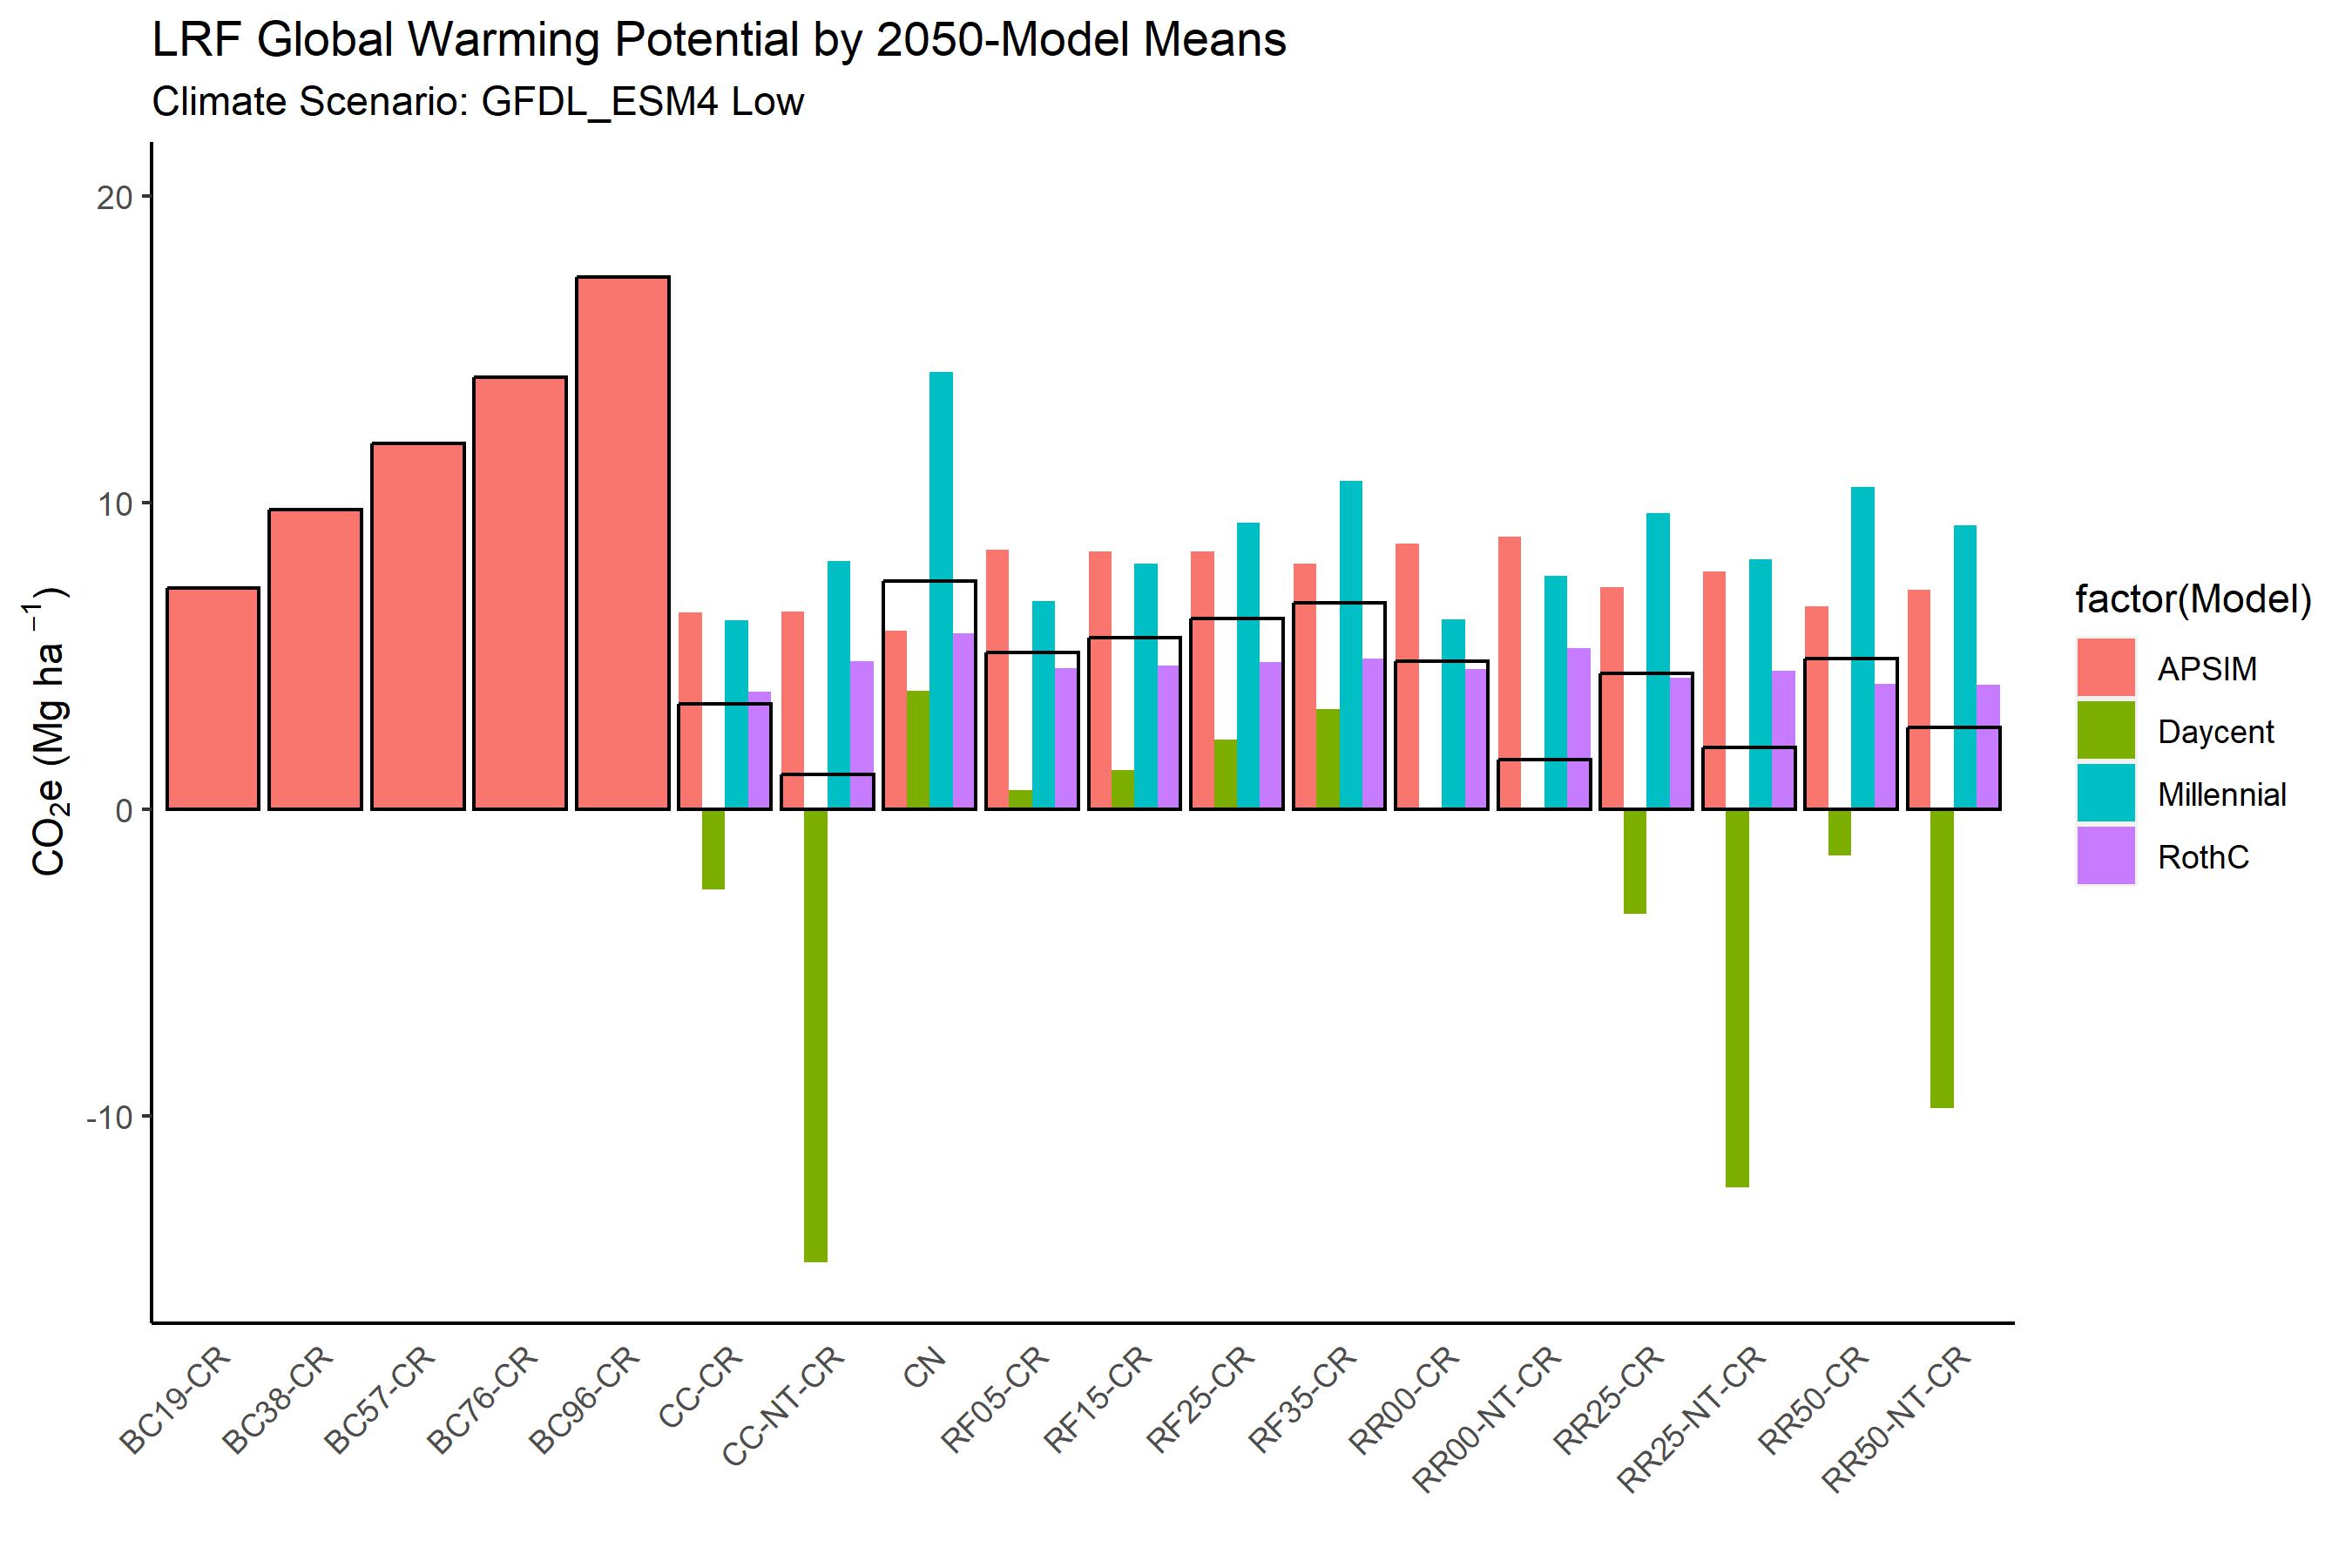 LRF Global Warming Potential by 2050-Model Means
Climate Scenario: GFDL_ESM4 Low
CO₂e (Mg ha ⁻¹)
20
10
0
-10
BC19-CR
BC38-CR
BC57-CR
BC76-CR
BC96-CR
CC-CR
CC-NT-CR
CN
RF05-CR
RF15-CR
RF25-CR
RF35-CR
RR00-CR
RR00-NT-CR
RR25-CR
RR25-NT-CR
RR50-CR
RR50-NT-CR
factor(Model)
APSIM
Daycent
Millennial
RothC